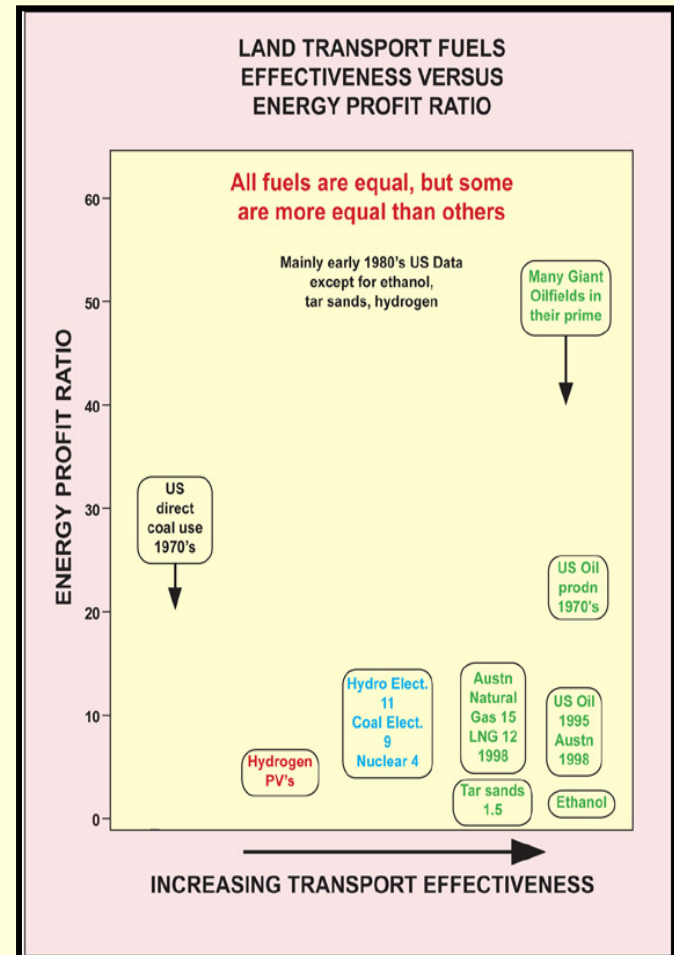 LAND TRANSPORT FUELS
EFFECTIVENESS VERSUS
ENERGY PROFIT RATIO
All fuels are equal, but some
are more equal than others
Mainly early 1980's US Data
except for ethanol,
tar sands, hydrogen
Many Giant
Oilfields in
their prime
ENERGY PROFIT RATIO
60
50
40
30
20
10
0
US
direct
coal use
1970's
US Oil
prodn
1970's
Hydrogen
PV's
Hydro Elect.
11
Coal Elect.
9
Nuclear 4
Austn
Natural
Gas 15
LNG 12
1998
US Oil
1995
Austn
1998
Tar sands
1.5
Ethanol
INCREASING TRANSPORT EFFECTIVENESS